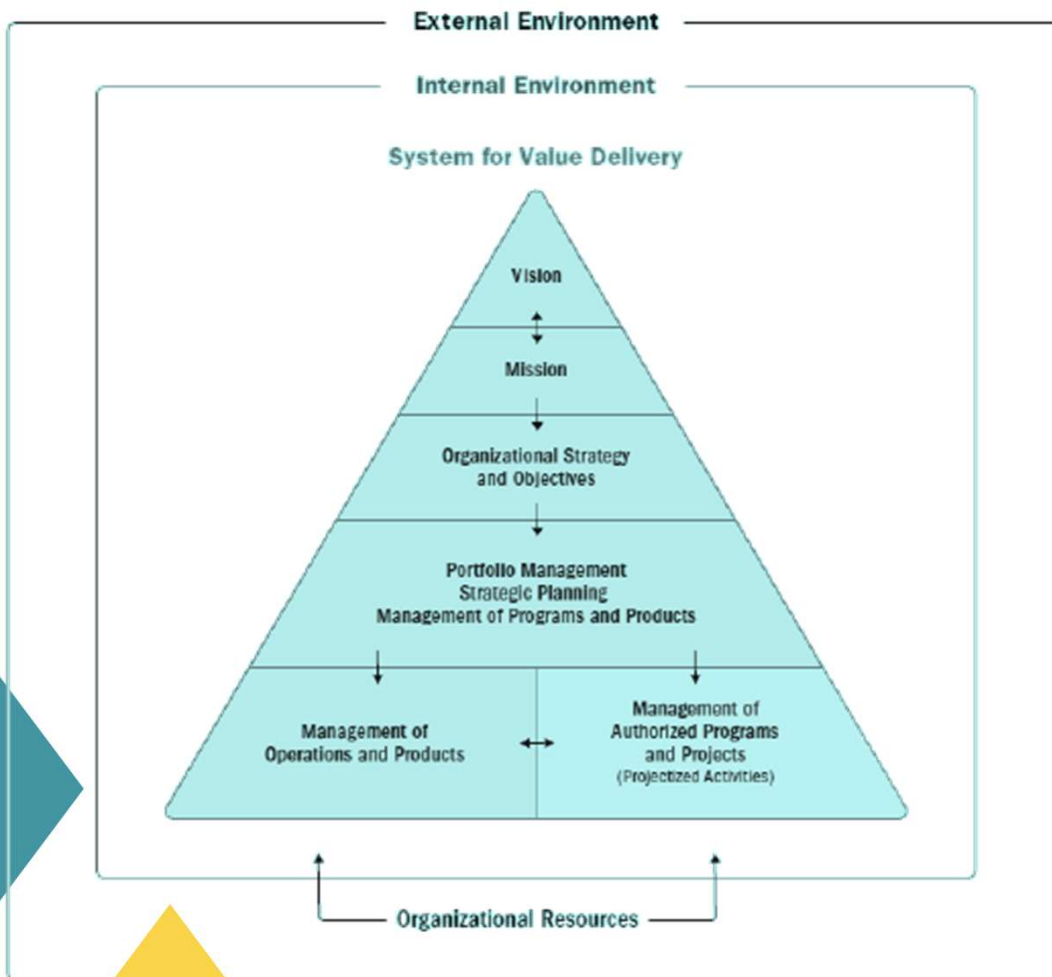 External Environment
Internal Environment
System for Value Delivery
Vision
Mission
Organizational Strategy
and Objectives
Portfolio Management
Strategic Planning
Management of Programs and Products
Management of
Operations and Products
Management of
Authorized Programs
and Projects
(Projectized Activities)
Organizational Resources